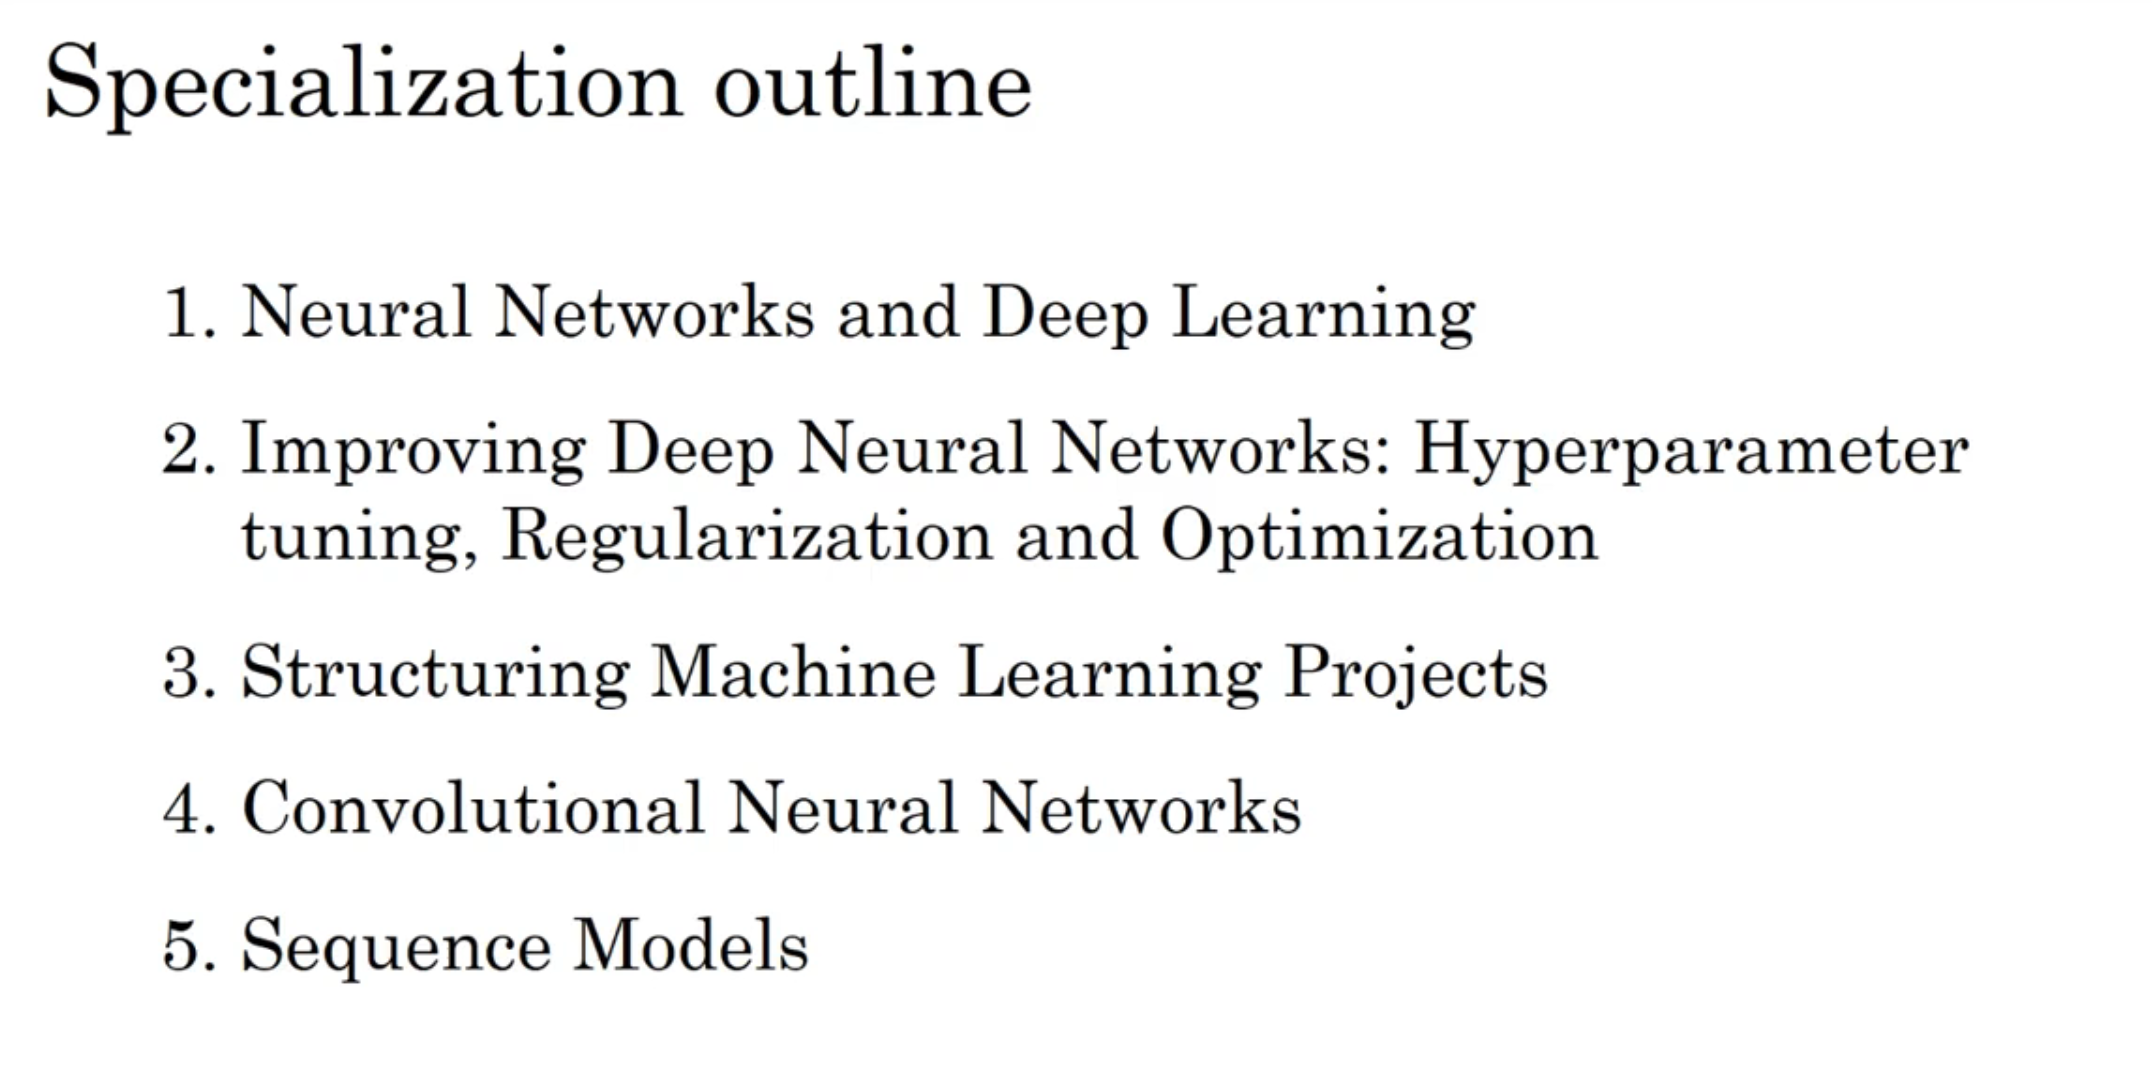 Specialization outline
1. Neural Networks and Deep Learning
2. Improving Deep Neural Networks: Hyperparameter
tuning, Regularization and Optimization
3. Structuring Machine Learning Projects
4. Convolutional Neural Networks
5. Sequence Models